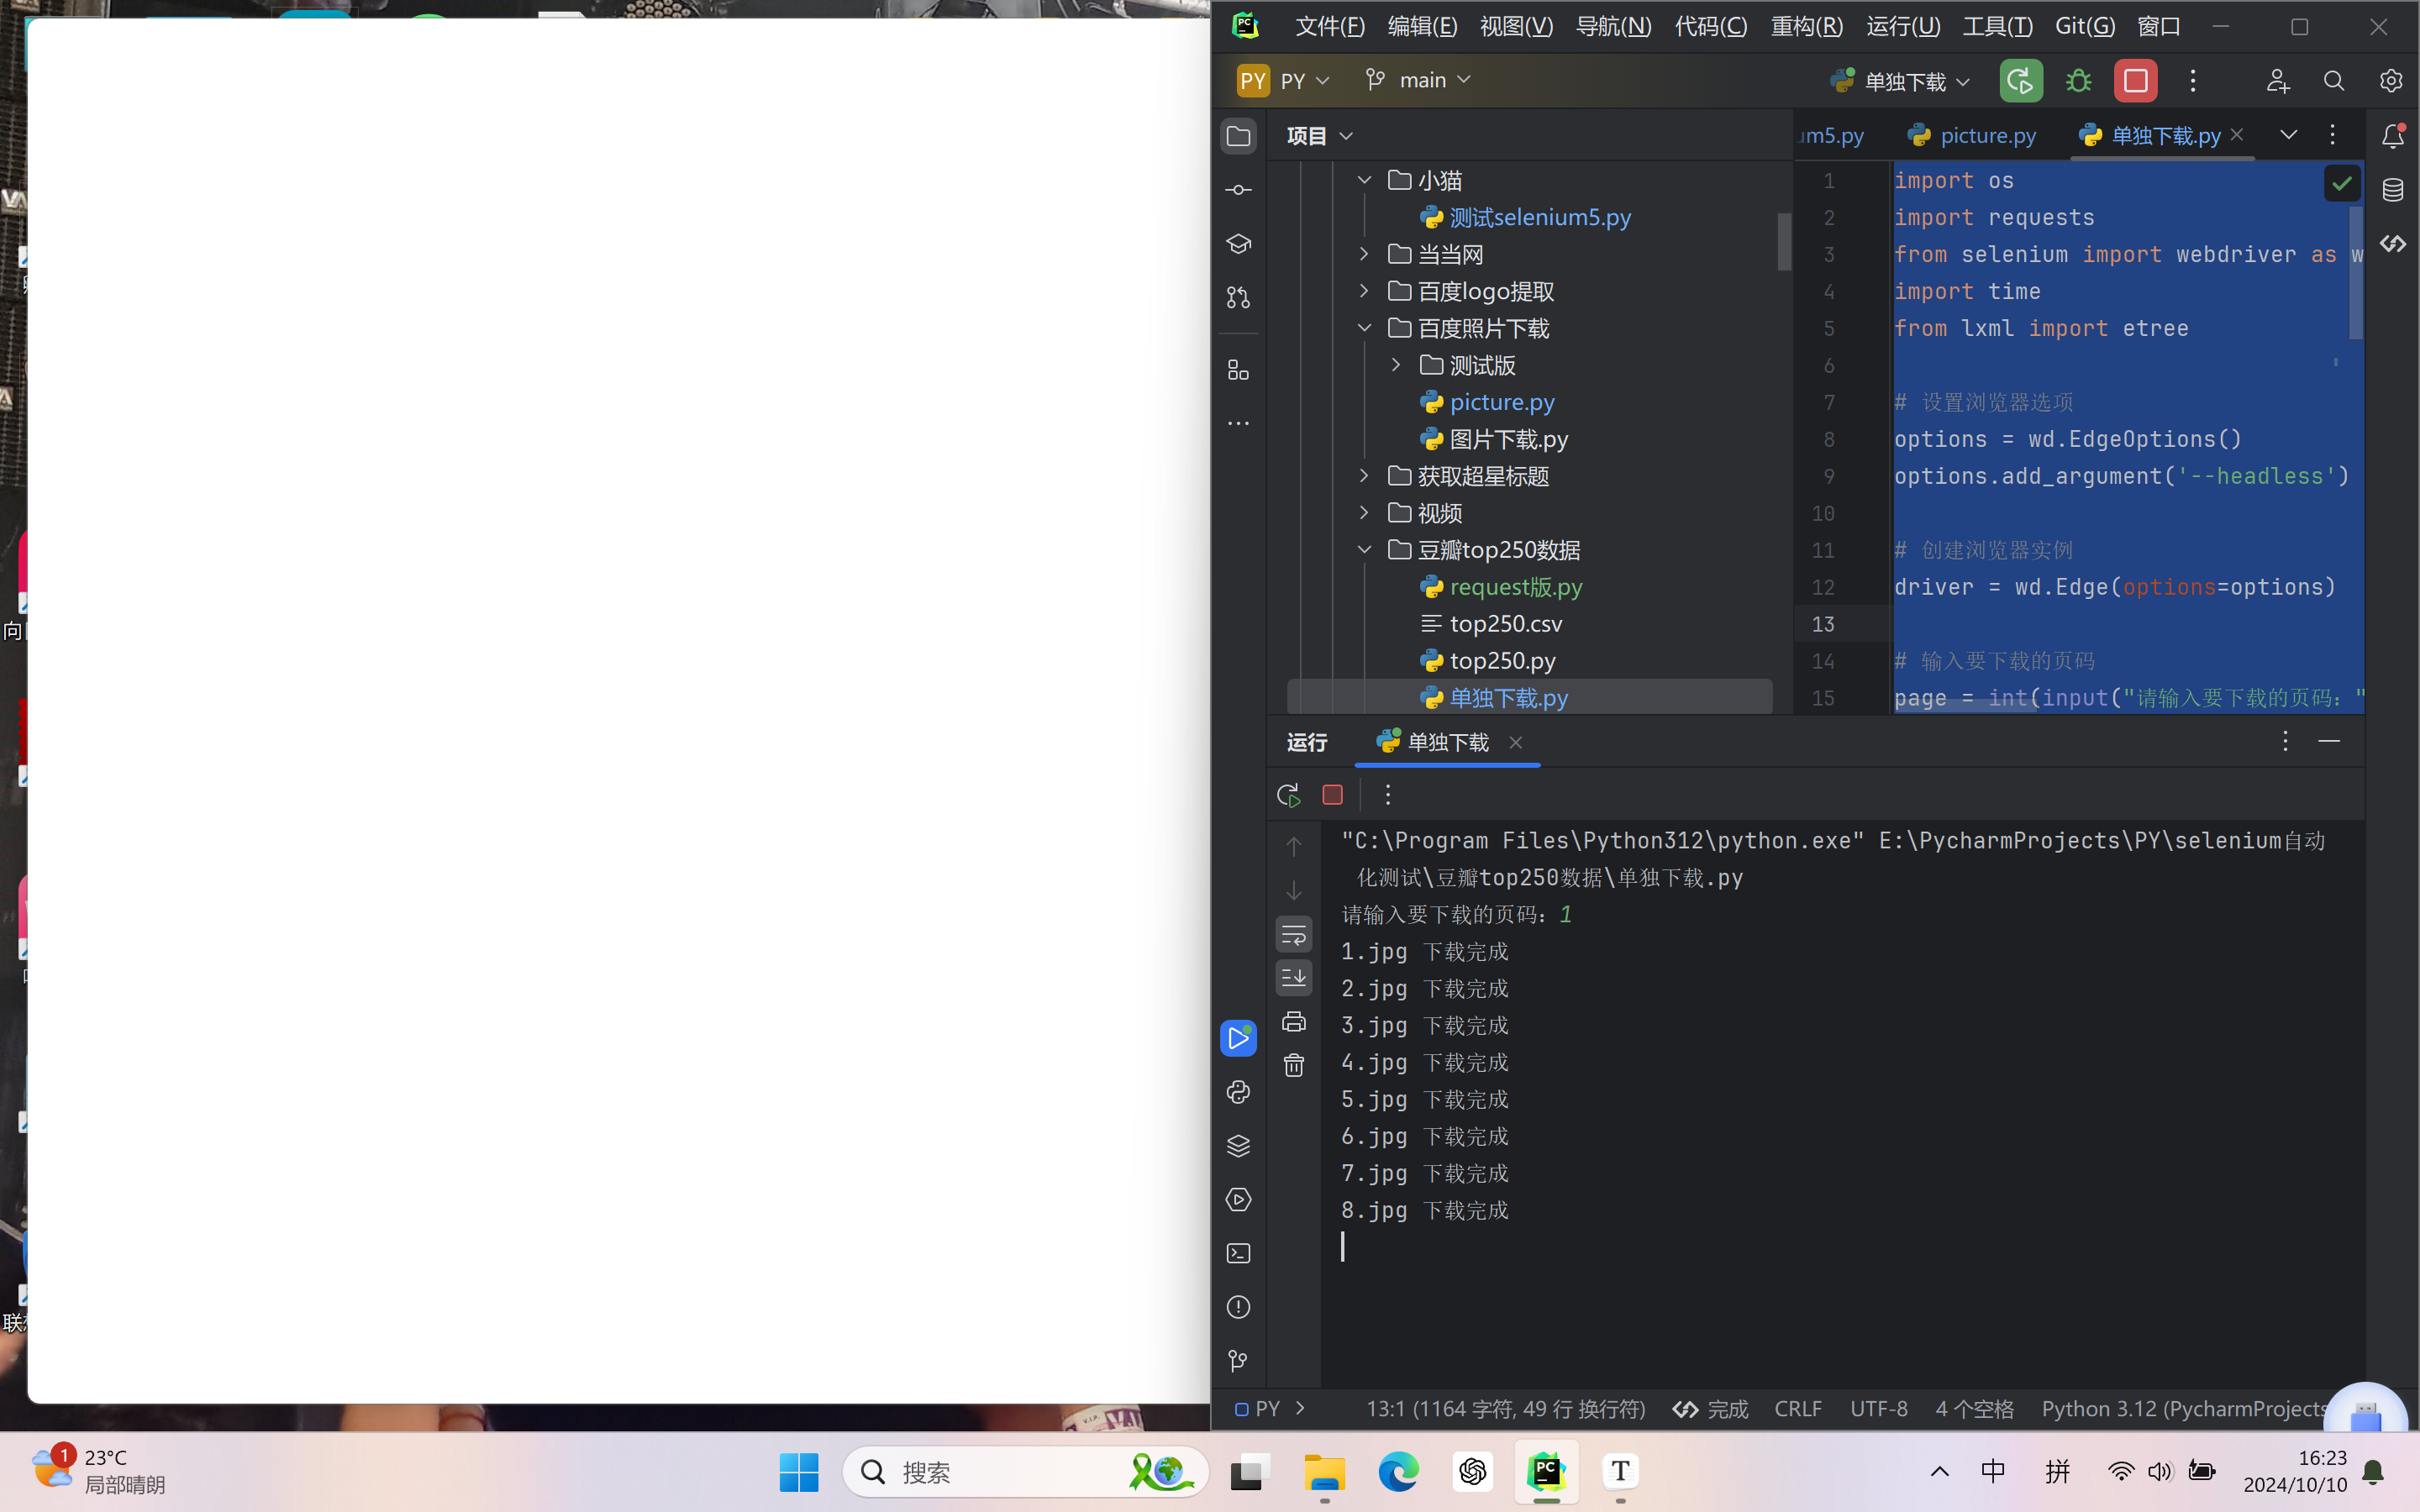 文件(F) 编辑(E) 视图(V) 导航(N) 代码(C) 重构(R) 运行(U) 工具(T) Git(G) 窗口
PY PY main 单独下载
项目
um5.py picture.py 单独下载.py
小猫
测试selenium5.py
当当网
百度logo提取
百度照片下载
测试版
picture.py
图片下载.py
获取超星标题
视频
豆瓣top250数据
request版.py
top250.csv
top250.py
单独下载.py
1 import os
2 import requests
3 from selenium import webdriver as w
4 import time
5 from lxml import etree
6
7 # 设置浏览器选项
8 options = wd.EdgeOptions()
9 options.add_argument('--headless')
10
11 # 创建浏览器实例
12 driver = wd.Edge(options=options)
13
14 # 输入要下载的页码
15 page = int(input("请输入要下载的页码："
运行 单独下载
"C:\Program Files\Python312\python.exe" E:\PycharmProjects\PY\selenium自动
化测试\豆瓣top250数据\单独下载.py
请输入要下载的页码：1
1.jpg 下载完成
2.jpg 下载完成
3.jpg 下载完成
4.jpg 下载完成
5.jpg 下载完成
6.jpg 下载完成
7.jpg 下载完成
8.jpg 下载完成
PY 13:1 (1164 字符, 49 行 换行符) 完成 CRLF UTF-8 4 个空格 Python 3.12 (PycharmProjects
向
联想
1
23°C
局部晴朗
搜索
PC
T
中 拼
16:23
2024/10/10